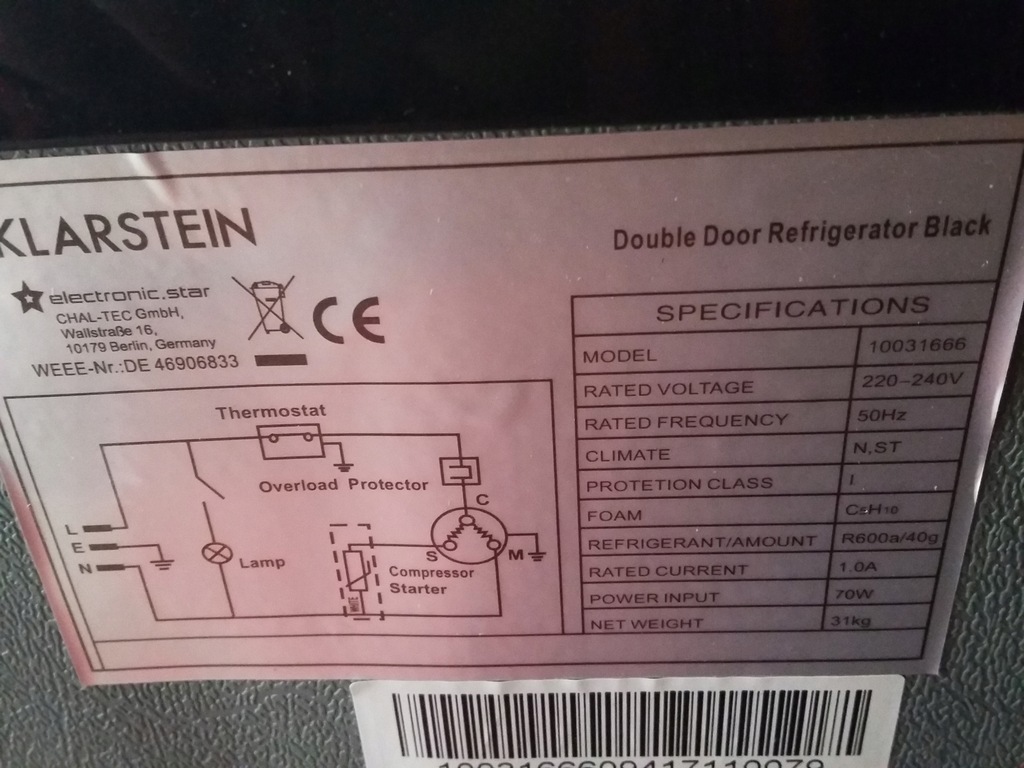 KLARSTEIN
Double Door Refrigerator Black
electronic.star
CHAL-TEC GmbH,
Wallstraße 16,
10179 Berlin, Germany
WEEE-Nr.:DE 46906833
CE
Thermostat
Overload Protector
C
L
E
N
Lamp
S
M
Compressor
Starter
SPECIFICATIONS
MODEL 10031666
RATED VOLTAGE 220-240V
RATED FREQUENCY 50Hz
CLIMATE N,ST
PROTETION CLASS I
FOAM C5H10
REFRIGERANT/AMOUNT R600a/40g
RATED CURRENT 1.0A
POWER INPUT 70W
NET WEIGHT 31kg